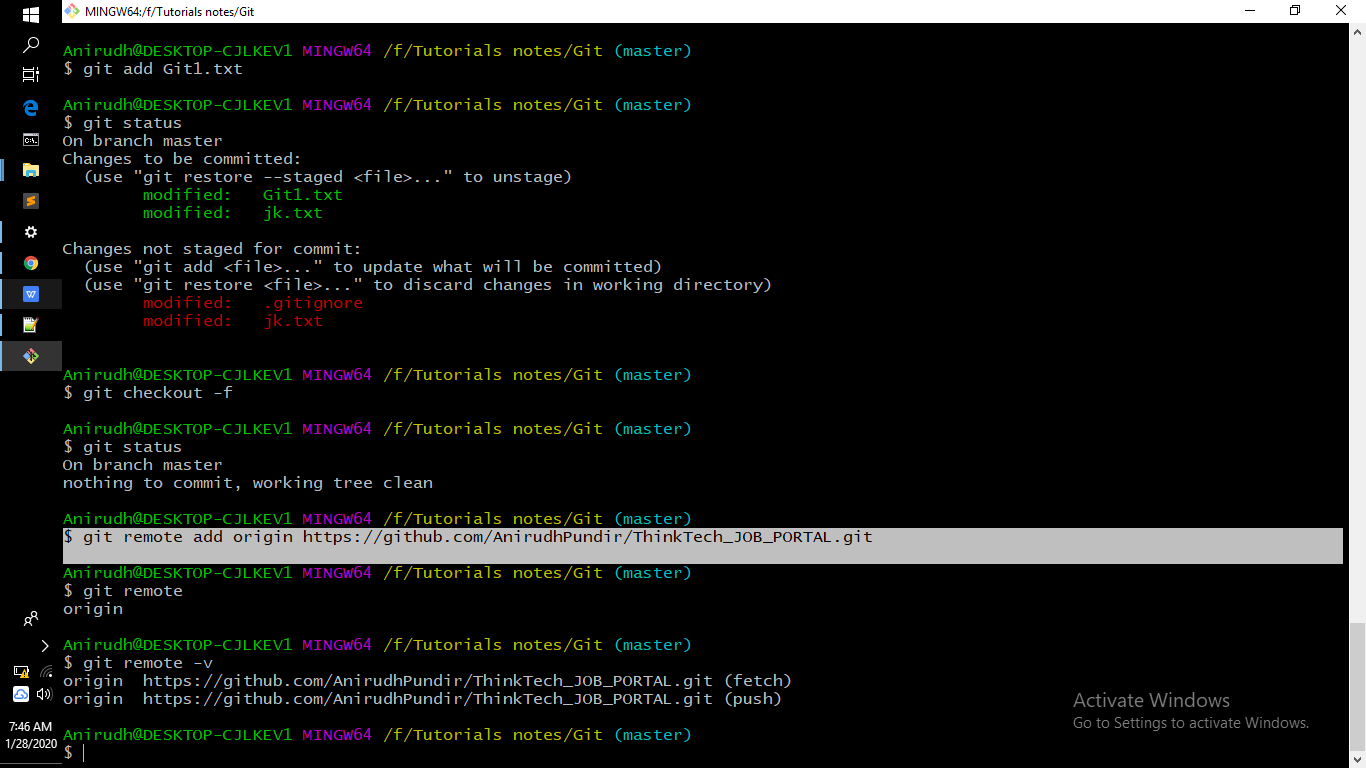 MINGW64:/f/Tutorials notes/Git
Anirudh@DESKTOP-CJLKEV1 MINGW64 /f/Tutorials notes/Git (master)
$ git add Git1.txt
Anirudh@DESKTOP-CJLKEV1 MINGW64 /f/Tutorials notes/Git (master)
$ git status
On branch master
Changes to be committed:
  (use "git restore --staged <file>..." to unstage)
        modified:   Git1.txt
        modified:   jk.txt
Changes not staged for commit:
  (use "git add <file>..." to update what will be committed)
  (use "git restore <file>..." to discard changes in working directory)
        modified:   .gitignore
        modified:   jk.txt
Anirudh@DESKTOP-CJLKEV1 MINGW64 /f/Tutorials notes/Git (master)
$ git checkout -f
Anirudh@DESKTOP-CJLKEV1 MINGW64 /f/Tutorials notes/Git (master)
$ git status
On branch master
nothing to commit, working tree clean
Anirudh@DESKTOP-CJLKEV1 MINGW64 /f/Tutorials notes/Git (master)
$ git remote add origin https://github.com/AnirudhPundir/ThinkTech_JOB_PORTAL.git
Anirudh@DESKTOP-CJLKEV1 MINGW64 /f/Tutorials notes/Git (master)
$ git remote
origin
Anirudh@DESKTOP-CJLKEV1 MINGW64 /f/Tutorials notes/Git (master)
$ git remote -v
origin  https://github.com/AnirudhPundir/ThinkTech_JOB_PORTAL.git (fetch)
origin  https://github.com/AnirudhPundir/ThinkTech_JOB_PORTAL.git (push)
Anirudh@DESKTOP-CJLKEV1 MINGW64 /f/Tutorials notes/Git (master)
$
Activate Windows
Go to Settings to activate Windows.
7:46 AM
1/28/2020